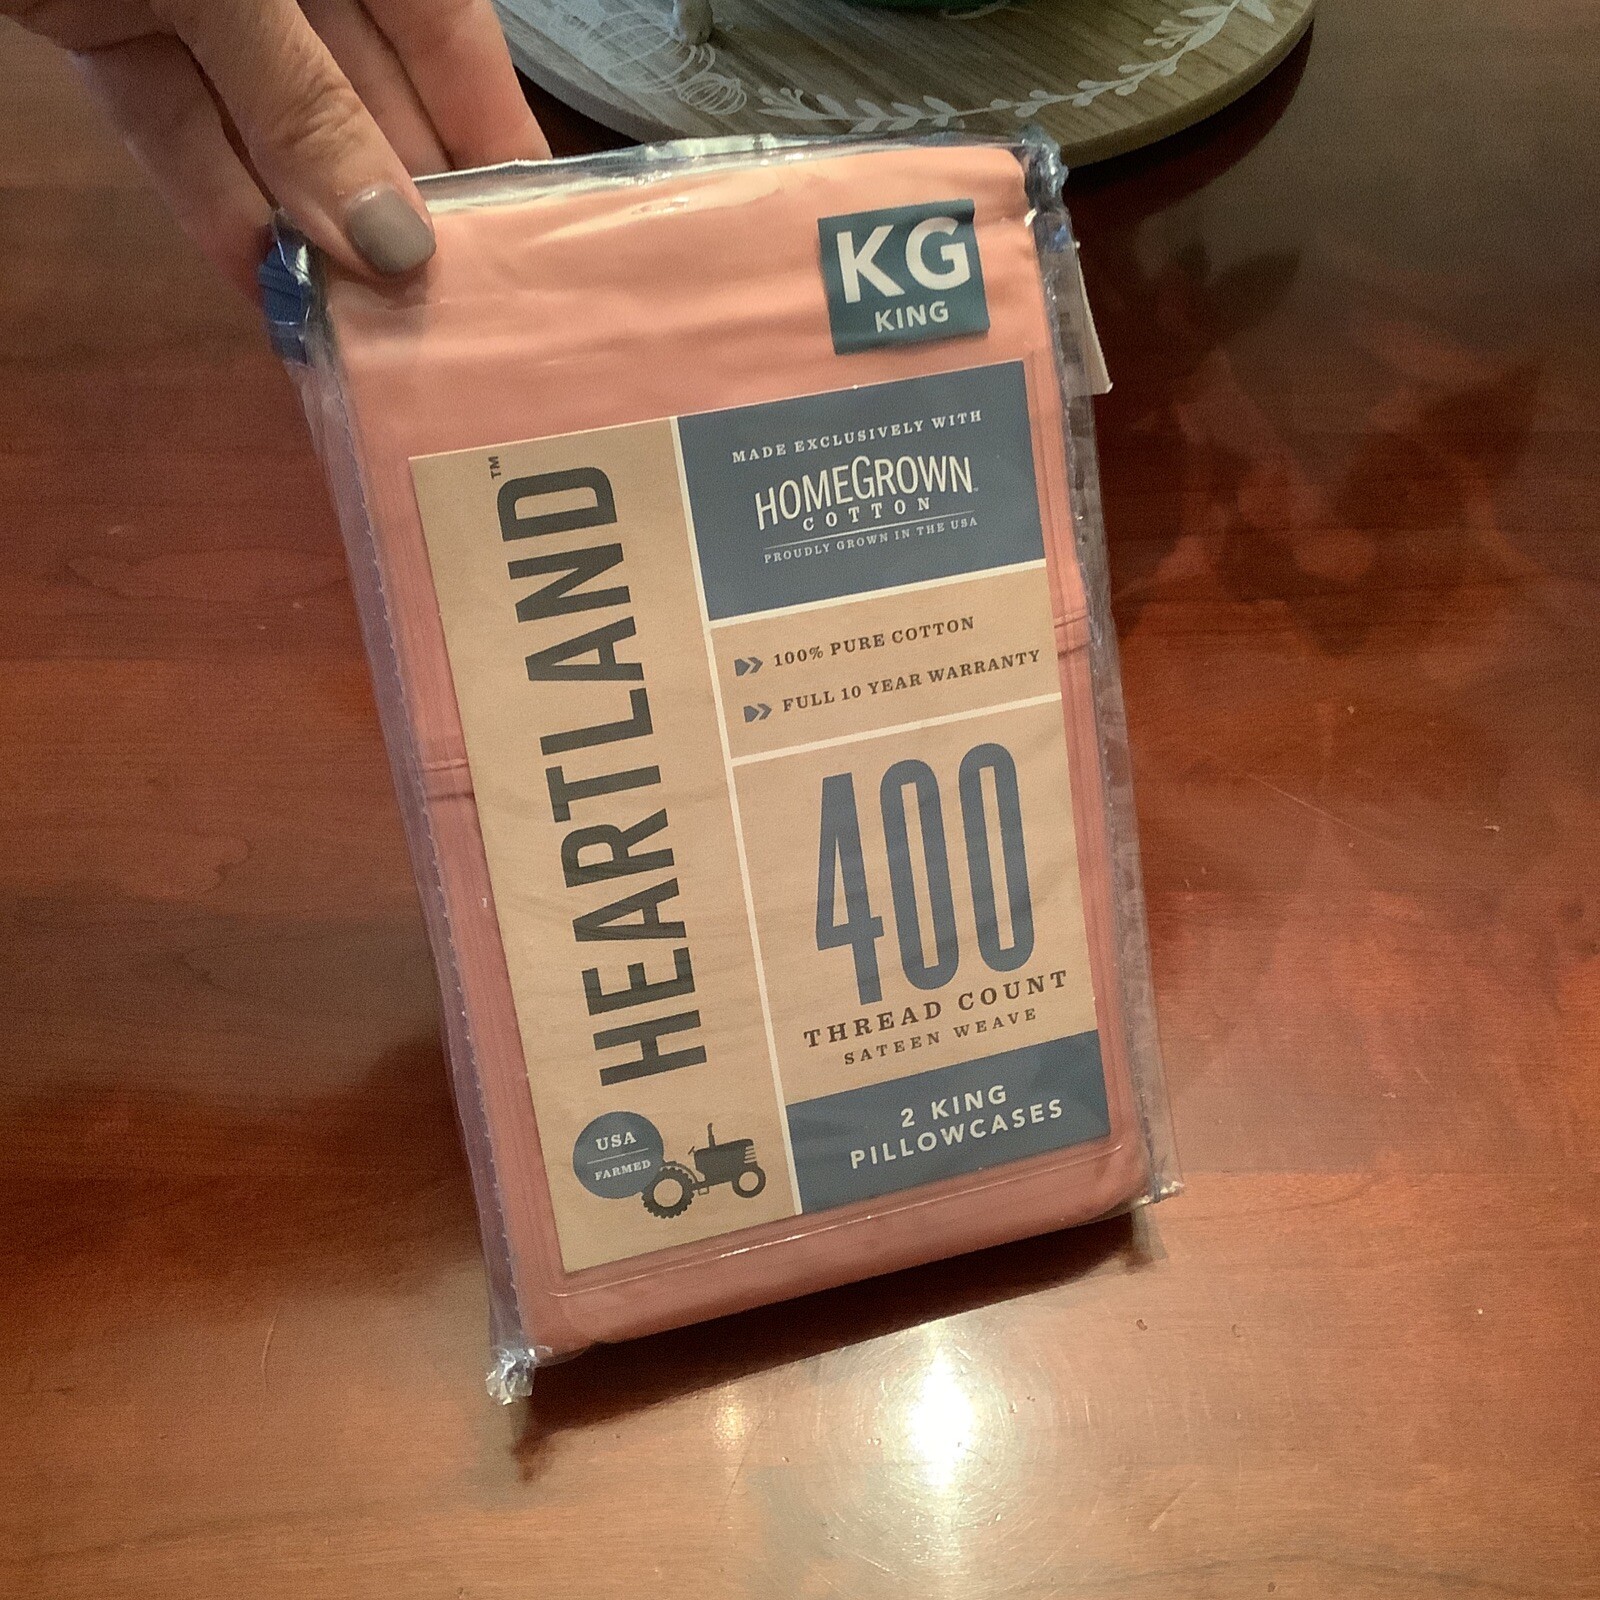 KG
KING
HEARTLAND™
MADE EXCLUSIVELY WITH
HOMEGROWN
COTTON
PROUDLY GROWN IN THE USA
100% PURE COTTON
FULL 10 YEAR WARRANTY
400
THREAD COUNT
SATEEN WEAVE
2 KING
PILLOWCASES
USA
FARMED